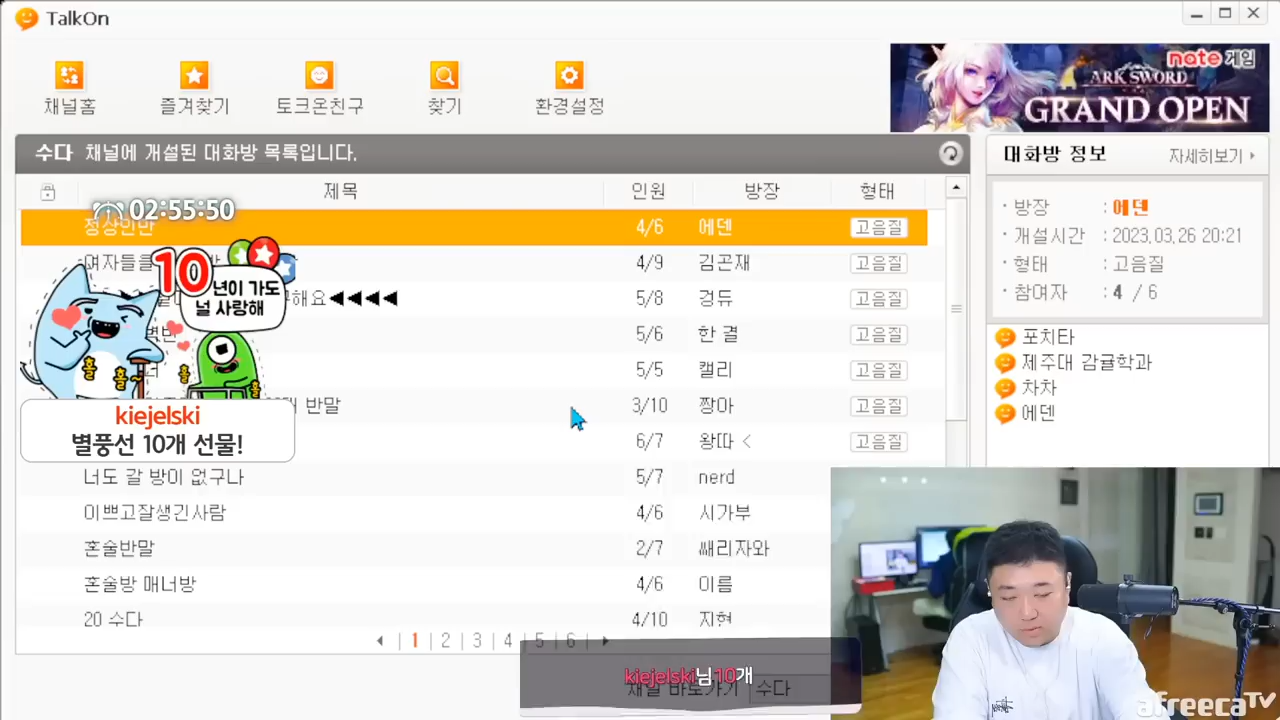 TalkOn
채널홈
즐겨찾기
토크온친구
찾기
환경설정
nate 게임
ARK SWORD
GRAND OPEN
수다 채널에 개설된 대화방 목록입니다.
제목 인원 방장 형태
02:55:50
정상인만 4/6 에덴 고음질
4/9 김곤재 고음질
해요◀◀◀◀ 5/8 겅듀 고음질
5/6 한 결 고음질
5/5 캘리 고음질
반말 3/10 짱아 고음질
6/7 왕따 < 고음질
너도 갈 방이 없구나 5/7 nerd
이쁘고잘생긴사람 4/6 시가부
혼술반말 2/7 쌔리자와
혼술방 매너방 4/6 이름
20 수다 4/10 지현
1 2 3 4 5 6
채널 바로가기 수다
10
년이 가도
널 사랑해
홀 홀~
홀 홀
kiejelski
별풍선 10개 선물!
kiejelski님 10개
대화방 정보 자세히보기
· 방장 : 에덴
· 개설시간 : 2023.03.26 20:21
· 형태 : 고음질
· 참여자 : 4 / 6
포치타
제주대 감귤학과
차차
에덴
afreecaTV